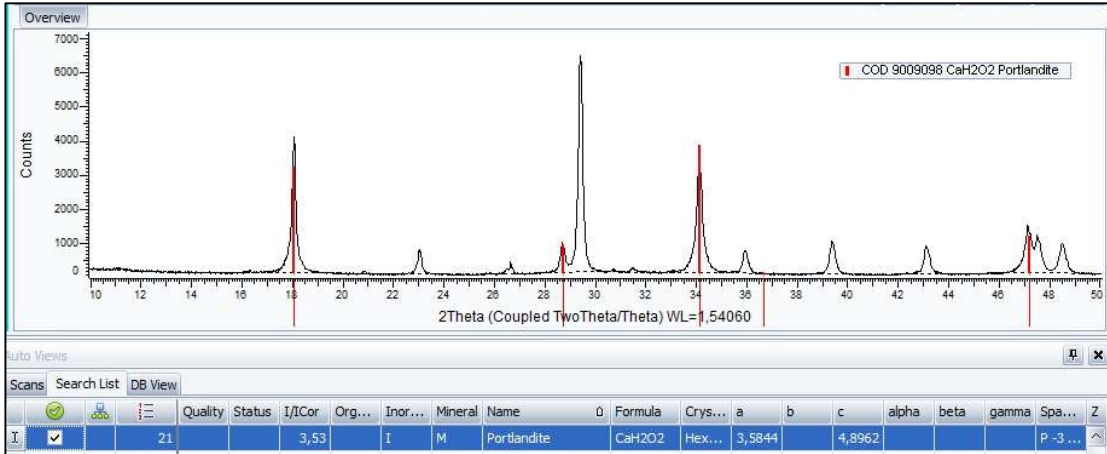 Overview
7000
6000
5000
4000
3000
2000
1000
0
Counts
COD 9009098 CaH2O2 Portlandite
10 12 14 16 18 20 22 24 26 28 30 32 34 36 38 40 42 44 46 48 50
2Theta (Coupled TwoTheta/Theta) WL=1,54060
Auto Views
Scans Search List DB View
Quality Status I/ICor Org... Inor... Mineral Name Formula Crys... a b c alpha beta gamma Spa... Z
21 3,53 I M Portlandite CaH2O2 Hex... 3,5844 4,8962 P -3 ...